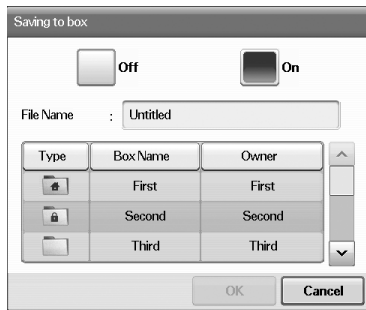 Saving to box
Off On
File Name : Untitled
Type Box Name Owner
First First
Second Second
Third Third
OK Cancel